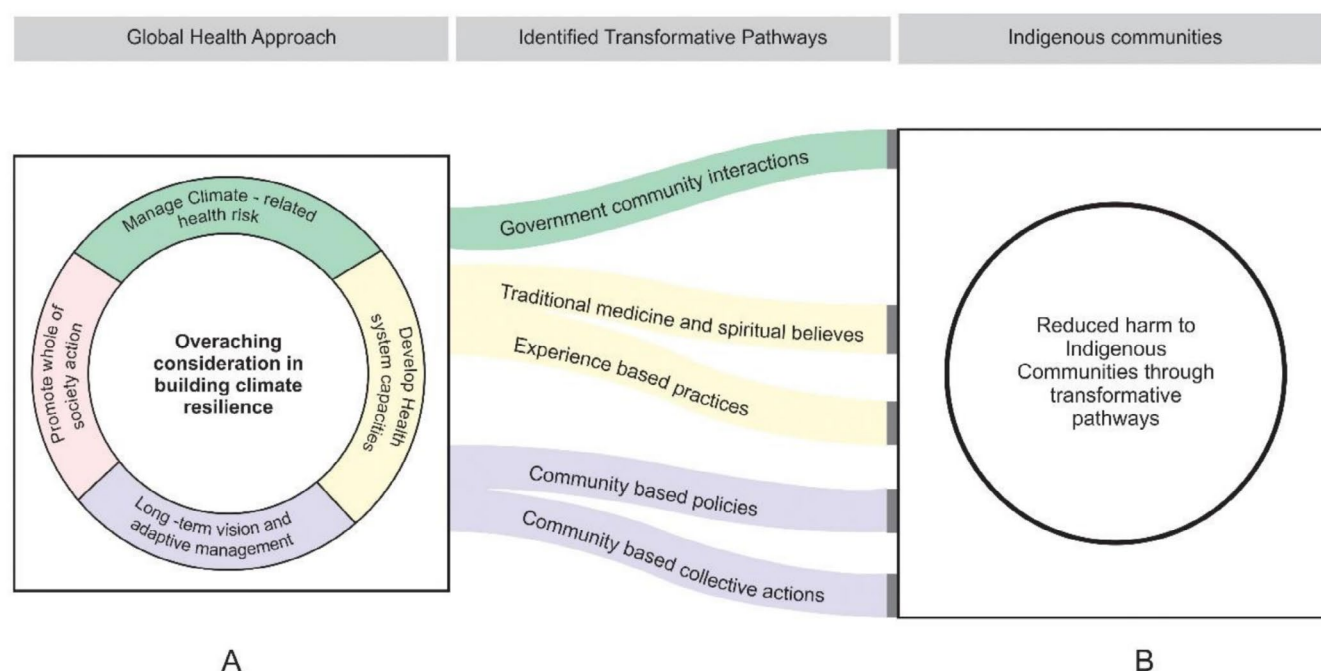 Global Health Approach
Identified Transformative Pathways
Indigenous communities
Manage Climate - related
health risk
Promote whole of
society action
Develop Health
system capacities
Long -term vision and
adaptive management
Overaching
consideration in
building climate
resilience
Government community interactions
Traditional medicine and spiritual believes
Experience based practices
Community based policies
Community based collective actions
Reduced harm to
Indigenous
Communities through
transformative
pathways
A
B